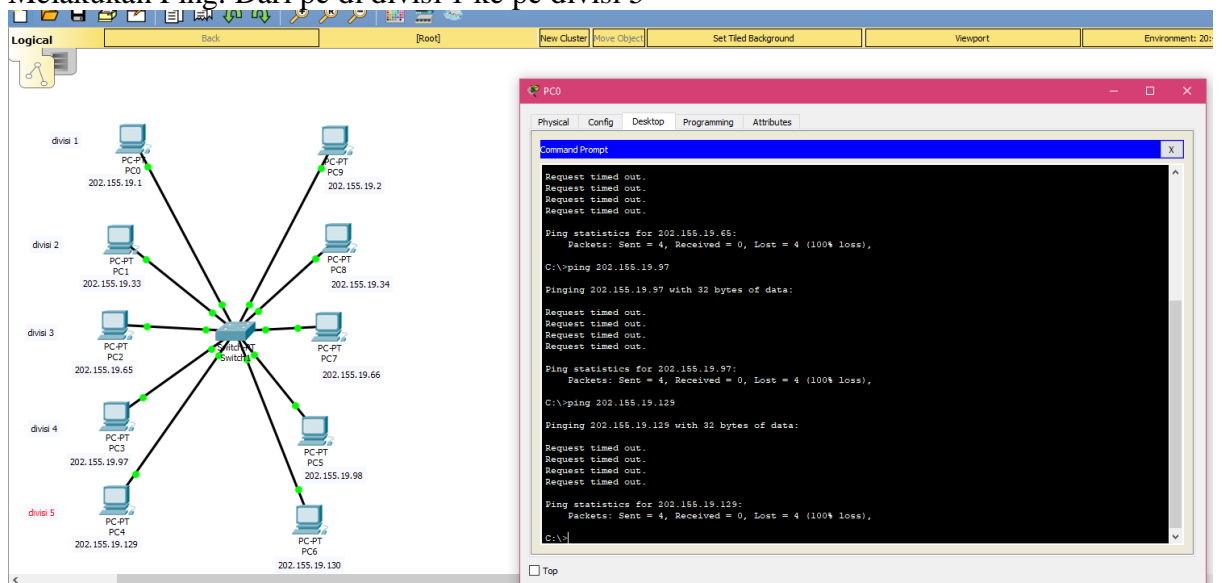 Melakukan Ping: Dari pc di divisi 1 ke pc divisi 5
Logical Back [Root] New Cluster Move Object Set Tiled Background Viewport Environment: 20:
PC0
Physical Config Desktop Programming Attributes
Command Prompt X
Request timed out.
Request timed out.
Request timed out.
Request timed out.
Ping statistics for 202.155.19.65:
Packets: Sent = 4, Received = 0, Lost = 4 (100% loss),
C:\>ping 202.155.19.97
Pinging 202.155.19.97 with 32 bytes of data:
Request timed out.
Request timed out.
Request timed out.
Request timed out.
Ping statistics for 202.155.19.97:
Packets: Sent = 4, Received = 0, Lost = 4 (100% loss),
C:\>ping 202.155.19.129
Pinging 202.155.19.129 with 32 bytes of data:
Request timed out.
Request timed out.
Request timed out.
Request timed out.
Ping statistics for 202.155.19.129:
Packets: Sent = 4, Received = 0, Lost = 4 (100% loss),
C:\>
Top
divisi 1
PC-PT
PC0
202.155.19.1
PC-PT
PC9
202.155.19.2
divisi 2
PC-PT
PC1
202.155.19.33
PC-PT
PC8
202.155.19.34
divisi 3
PC-PT
PC2
202.155.19.65
Switch-PT
Switch1
PC-PT
PC7
202.155.19.66
divisi 4
PC-PT
PC3
202.155.19.97
PC-PT
PC5
202.155.19.98
divisi 5
PC-PT
PC4
202.155.19.129
PC-PT
PC6
202.155.19.130